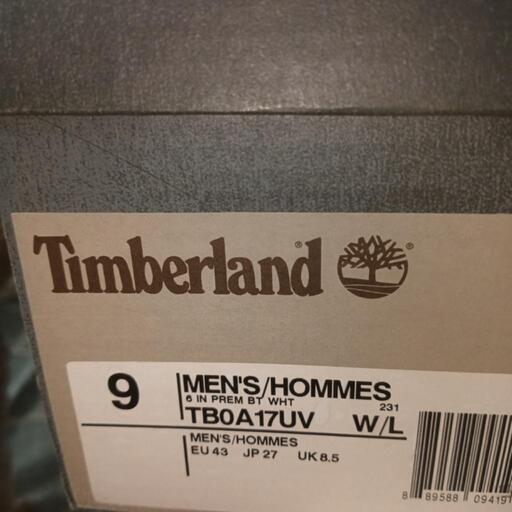 Timberland®
®
9
MEN'S/HOMMES
6 IN PREM BT WHT 231
TB0A17UV W/L
MEN'S/HOMMES
EU 43 JP 27 UK 8.5
8 89588 09419